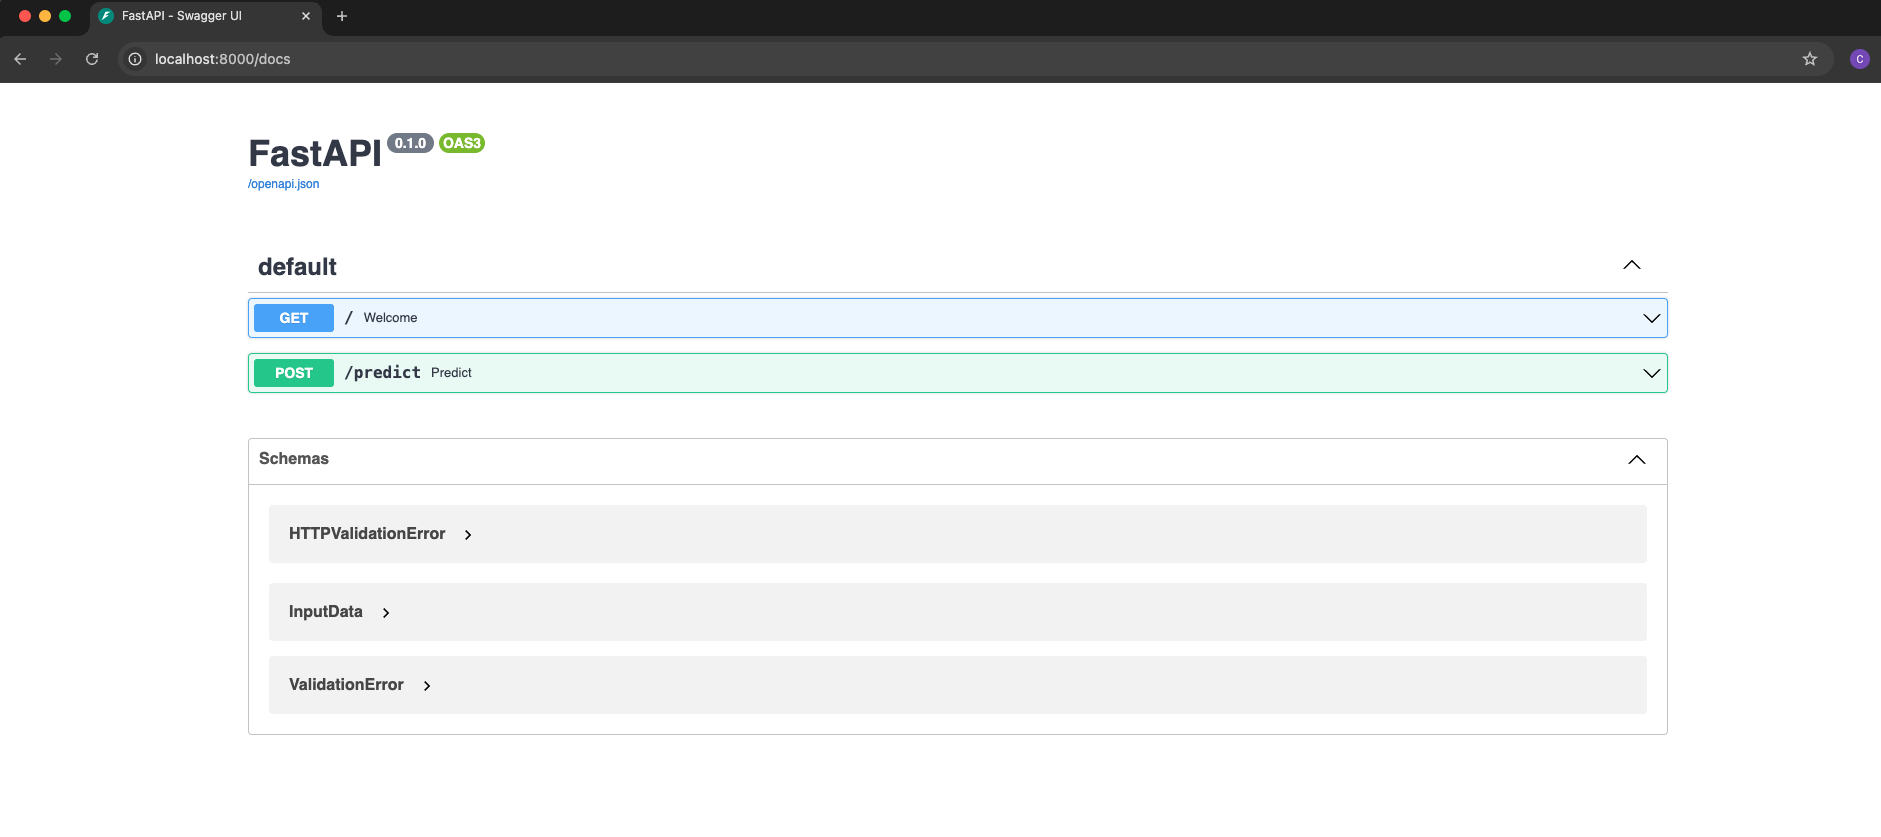 FastAPI - Swagger UI
localhost:8000/docs
C
FastAPI 0.1.0 OAS3
/openapi.json
default
GET / Welcome
POST /predict Predict
Schemas
HTTPValidationError
InputData
ValidationError